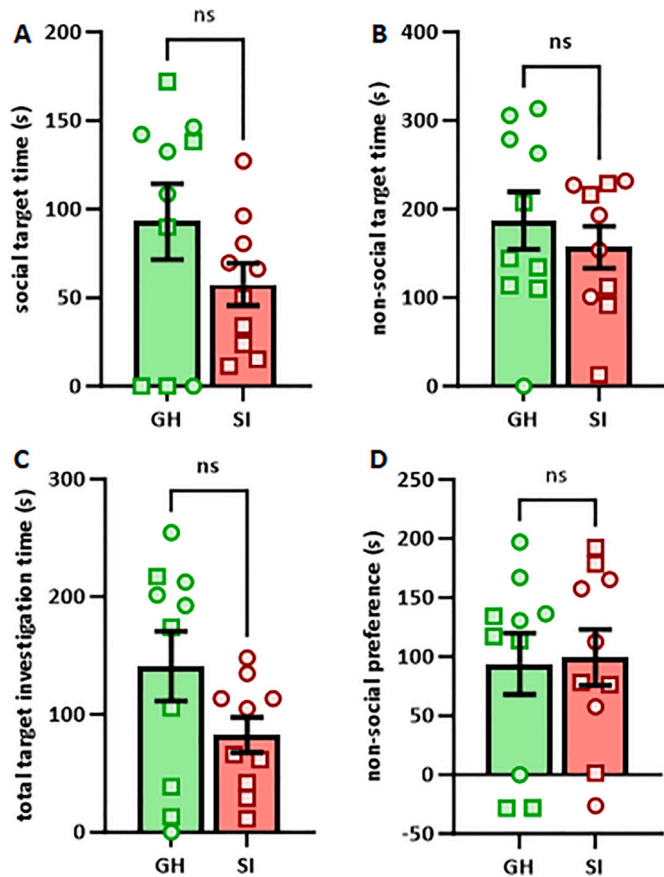 A
ns
social target time (s)
200
150
100
50
0
GH SI
B
ns
non-social target time (s)
400
300
200
100
0
GH SI
C
ns
total target investigation time (s)
300
200
100
0
GH SI
D
ns
non-social preference (s)
250
200
150
100
50
0
-50
GH SI